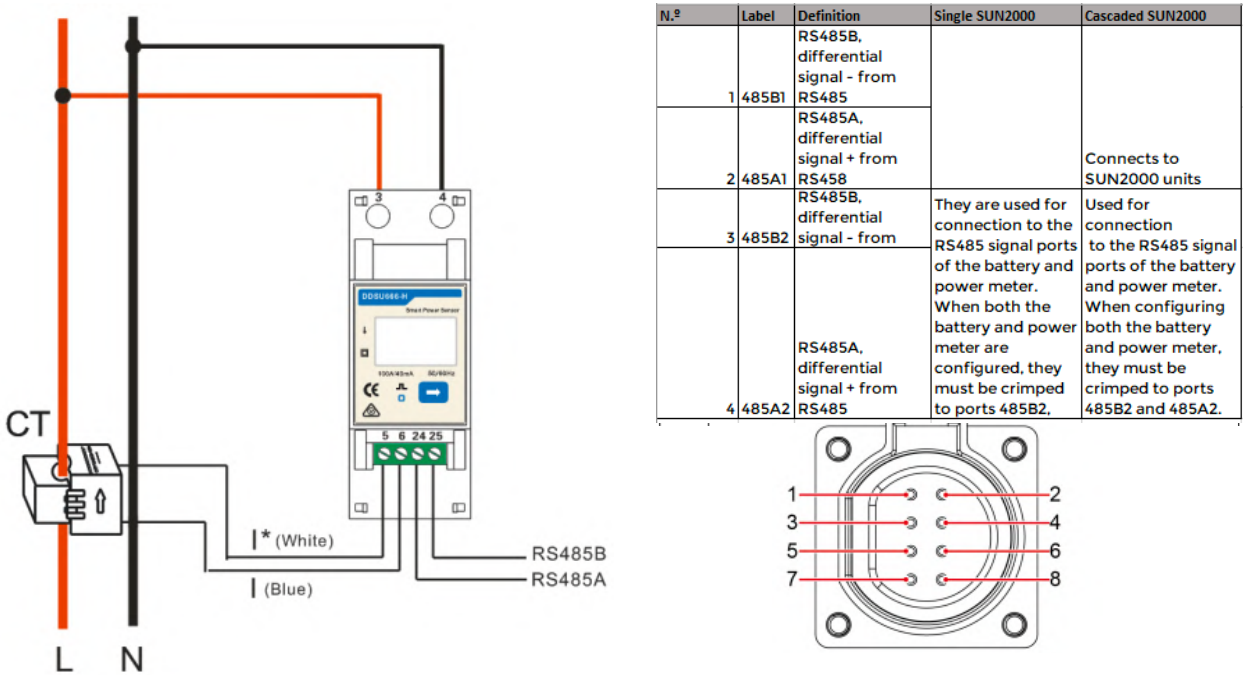 3 4
DDSU666-H
Smart Power Sensor
100A/40mA 50/60Hz
CE
5 6 24 25
CT
I* (White)
I (Blue)
RS485B
RS485A
L N
N.º Label Definition Single SUN2000 Cascaded SUN2000
RS485B,
differential
signal - from
1 485B1 RS485
RS485A,
differential
signal + from
2 485A1 RS458
Connects to
SUN2000 units
RS485B,
differential
3 485B2 signal - from
RS485A,
differential
signal + from
4 485A2 RS485
They are used for
connection to the
RS485 signal ports
of the battery and
power meter.
When both the
battery and power
meter are
configured, they
must be crimped
to ports 485B2,
Used for
connection
to the RS485 signal
ports of the battery
and power meter.
When configuring
both the battery
and power meter,
they must be
crimped to ports
485B2 and 485A2.
1 2
3 4
5 6
7 8